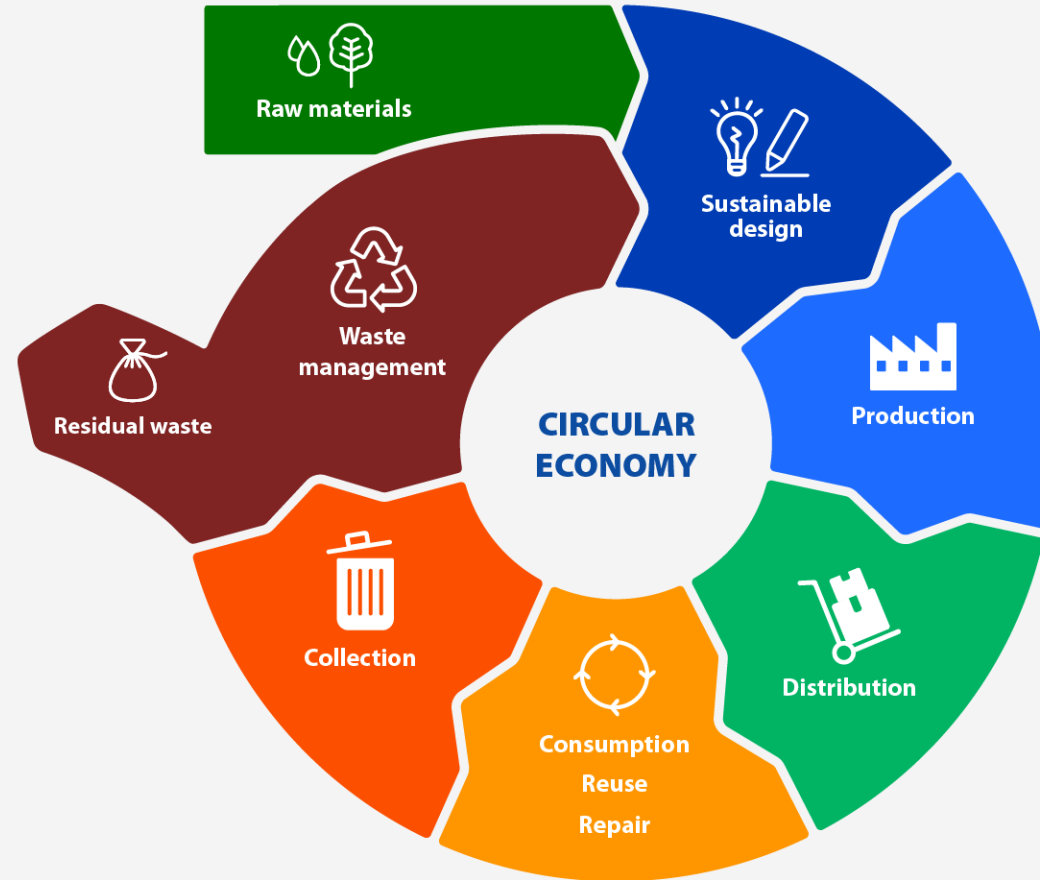 Raw materials
Sustainable
design
Production
Distribution
Consumption
Reuse
Repair
Collection
Waste
management
Residual waste
CIRCULAR
ECONOMY